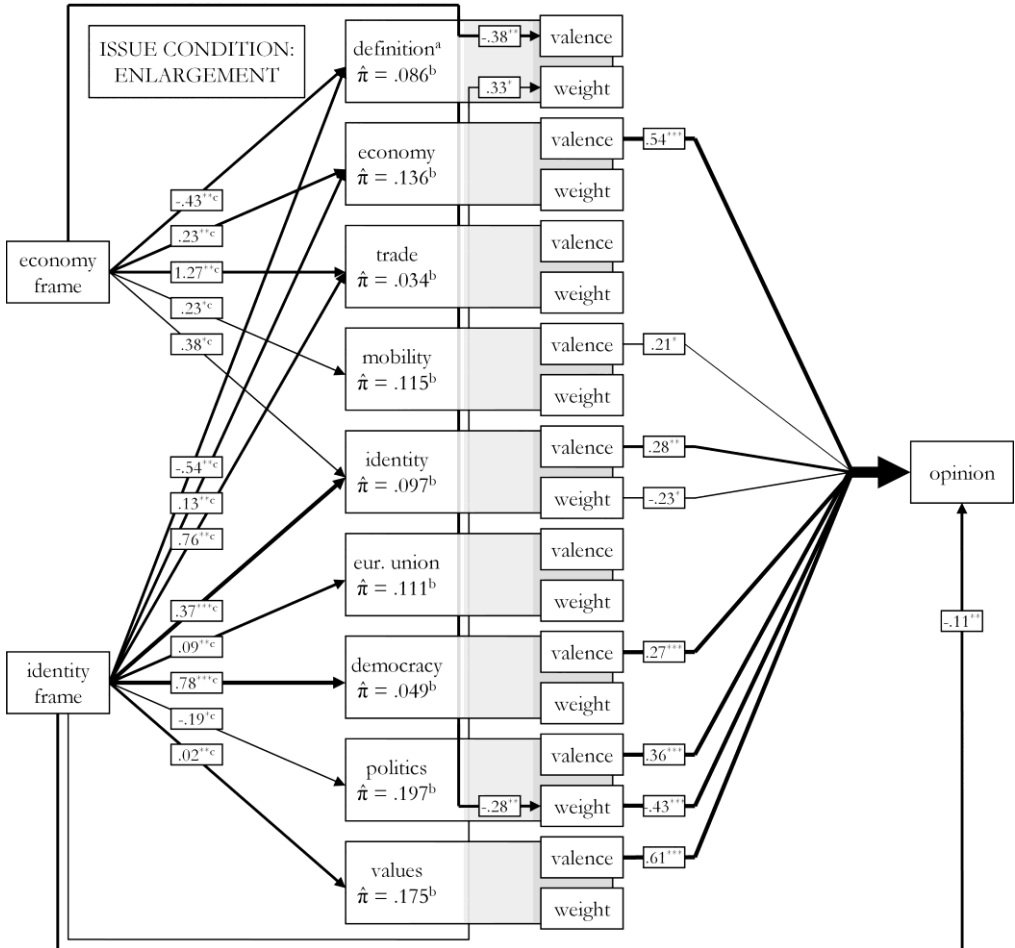 ISSUE CONDITION:
ENLARGEMENT
economy
frame
identity
frame
-.43⁺⁺ᶜ
.23⁺⁺ᶜ
1.27⁺⁺ᶜ
.23⁺ᶜ
.38⁺ᶜ
-.54⁺⁺ᶜ
.13⁺⁺ᶜ
.76⁺⁺ᶜ
.37⁺⁺⁺ᶜ
.09⁺⁺ᶜ
.78⁺⁺⁺ᶜ
-.19⁺ᶜ
.02⁺⁺ᶜ
definitionᵃ
π̂ = .086ᵇ
-.38⁺⁺
valence
.33⁺
weight
economy
π̂ = .136ᵇ
valence
.54⁺⁺⁺
weight
trade
π̂ = .034ᵇ
valence
weight
mobility
π̂ = .115ᵇ
valence
.21⁺
weight
identity
π̂ = .097ᵇ
valence
.28⁺⁺
weight
-.23⁺
eur. union
π̂ = .111ᵇ
valence
weight
democracy
π̂ = .049ᵇ
valence
.27⁺⁺⁺
weight
politics
π̂ = .197ᵇ
valence
.36⁺⁺⁺
-.28⁺⁺
weight
-.43⁺⁺⁺
values
π̂ = .175ᵇ
valence
.61⁺⁺⁺
weight
opinion
-.11⁺⁺